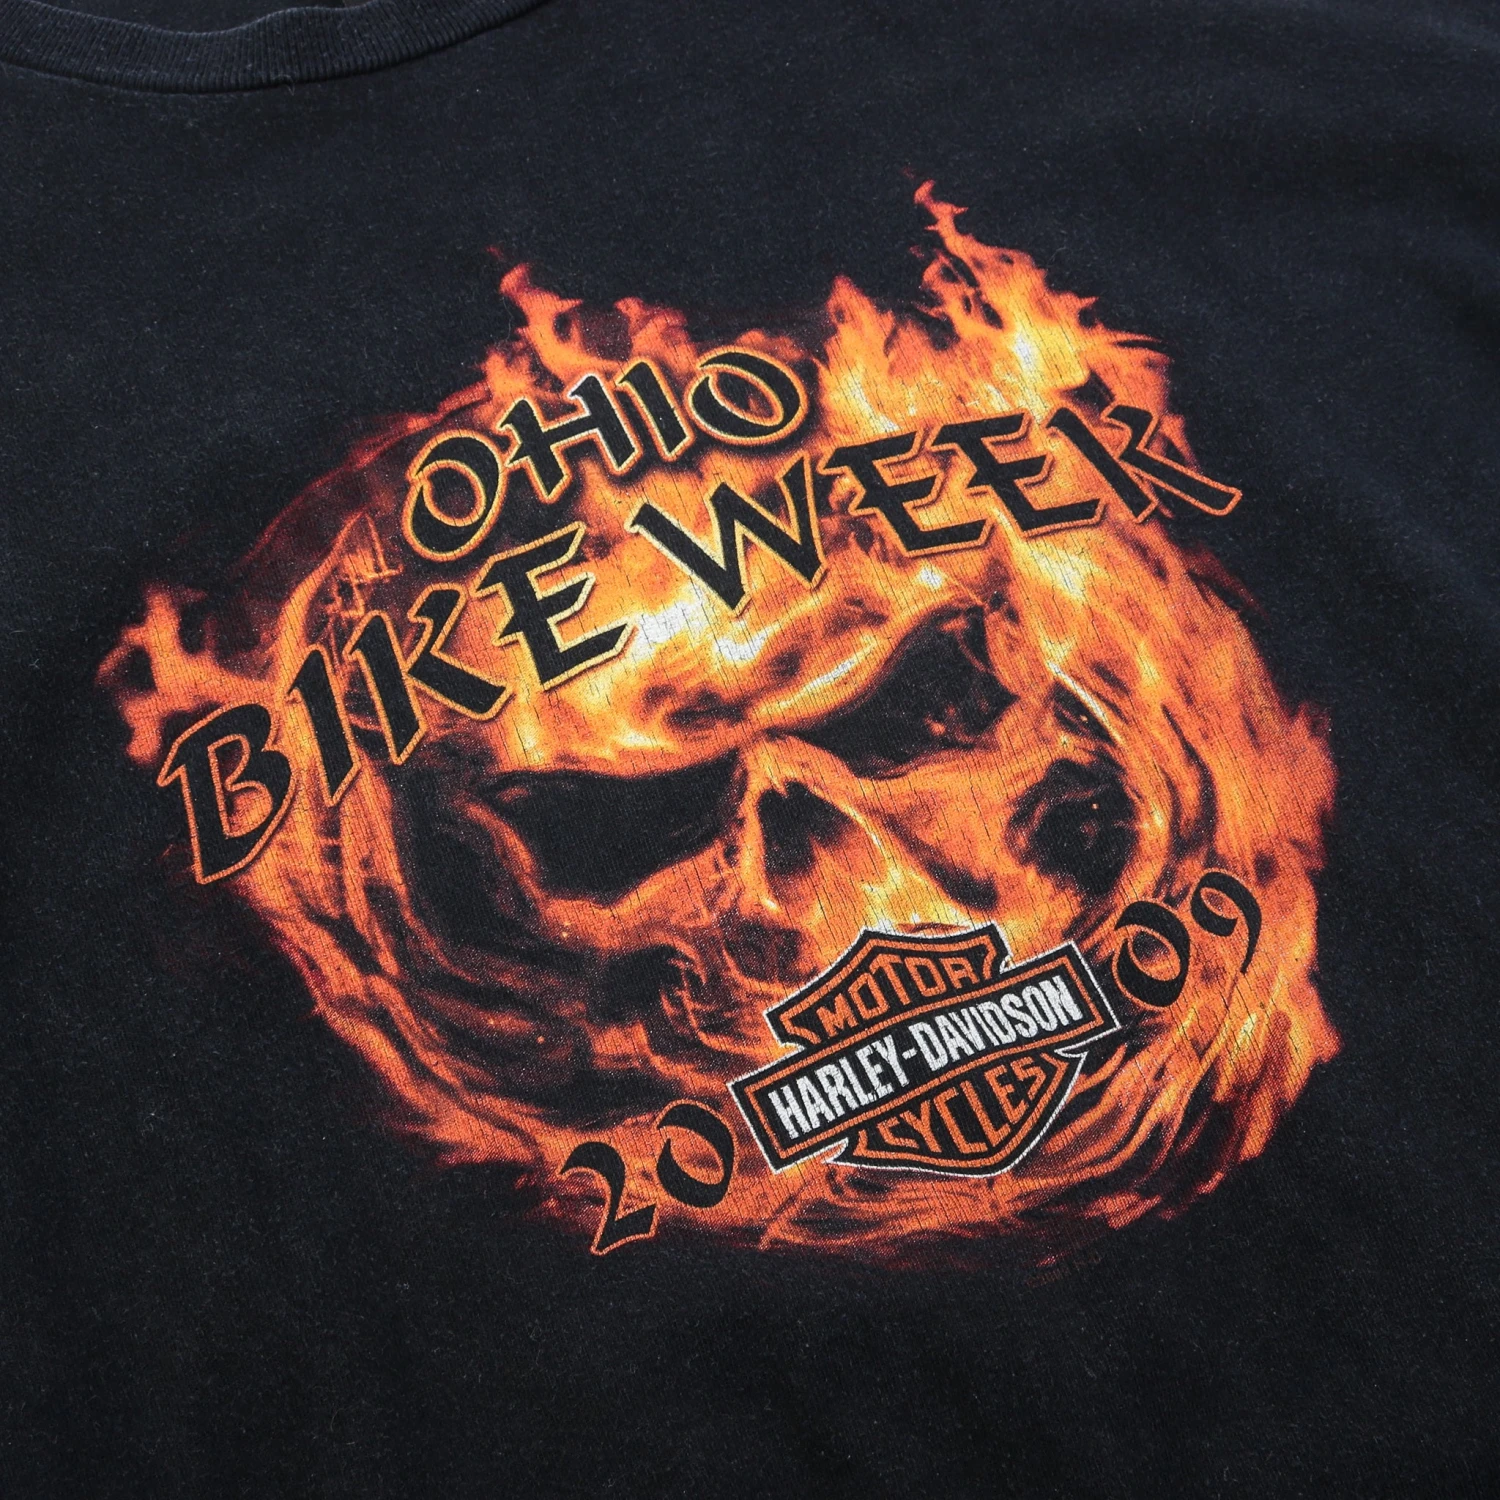 OHIO
BIKE WEEK
20 09
MOTOR
HARLEY-DAVIDSON
CYCLES